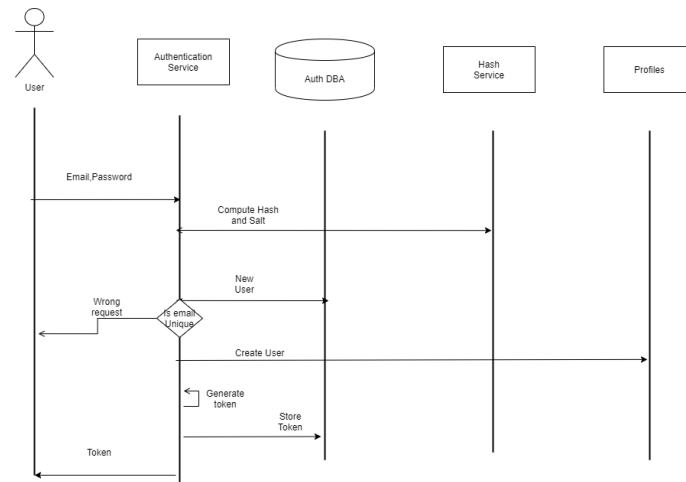 User
Authentication
Service
Auth DBA
Hash
Service
Profiles
Email,Password
Compute Hash
and Salt
New
User
Wrong
request
Is email
Unique
Create User
Generate
token
Store
Token
Token